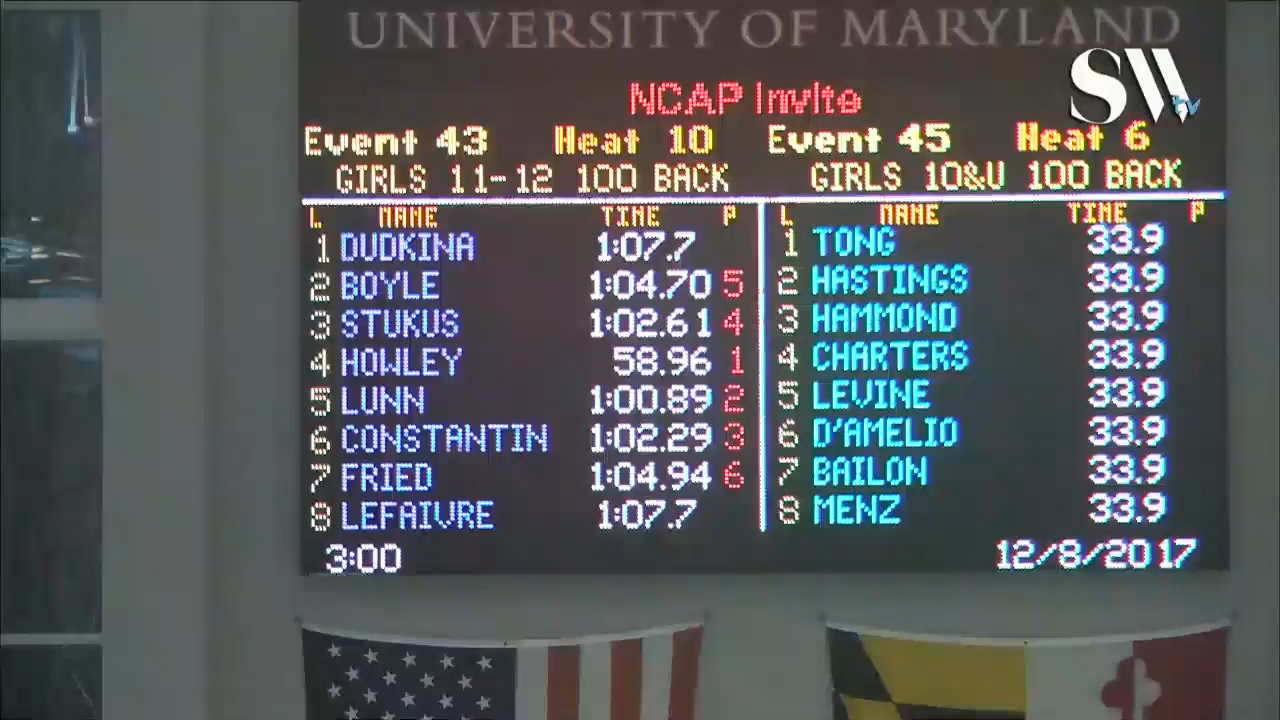 UNIVERSITY OF MARYLAND
SW tv
NCAP Invite
Event 43 Heat 10 Event 45 Heat 6
GIRLS 11-12 100 BACK GIRLS 10&U 100 BACK
L NAME TIME P L NAME TIME P
1 DUDKINA 1:07.7 1 TONG 33.9
2 BOYLE 1:04.70 5 2 HASTINGS 33.9
3 STUKUS 1:02.61 4 3 HAMMOND 33.9
4 HOWLEY 58.96 1 4 CHARTERS 33.9
5 LUNN 1:00.89 2 5 LEVINE 33.9
6 CONSTANTIN 1:02.29 3 6 D'AMELIO 33.9
7 FRIED 1:04.94 6 7 BAILON 33.9
8 LEFAIVRE 1:07.7 8 MENZ 33.9
3:00 12/8/2017